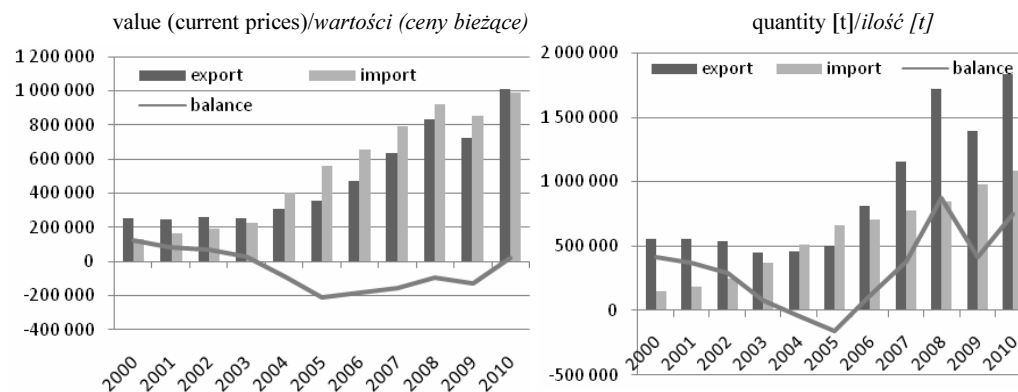 value (current prices)/wartości (ceny bieżące)
1 200 000
1 000 000
800 000
600 000
400 000
200 000
0
-200 000
-400 000
export
import
balance
2000
2001
2002
2003
2004
2005
2006
2007
2008
2009
2010
quantity [t]/ilość [t]
2 000 000
1 500 000
1 000 000
500 000
0
-500 000
export
import
balance
2000
2001
2002
2003
2004
2005
2006
2007
2008
2009
2010